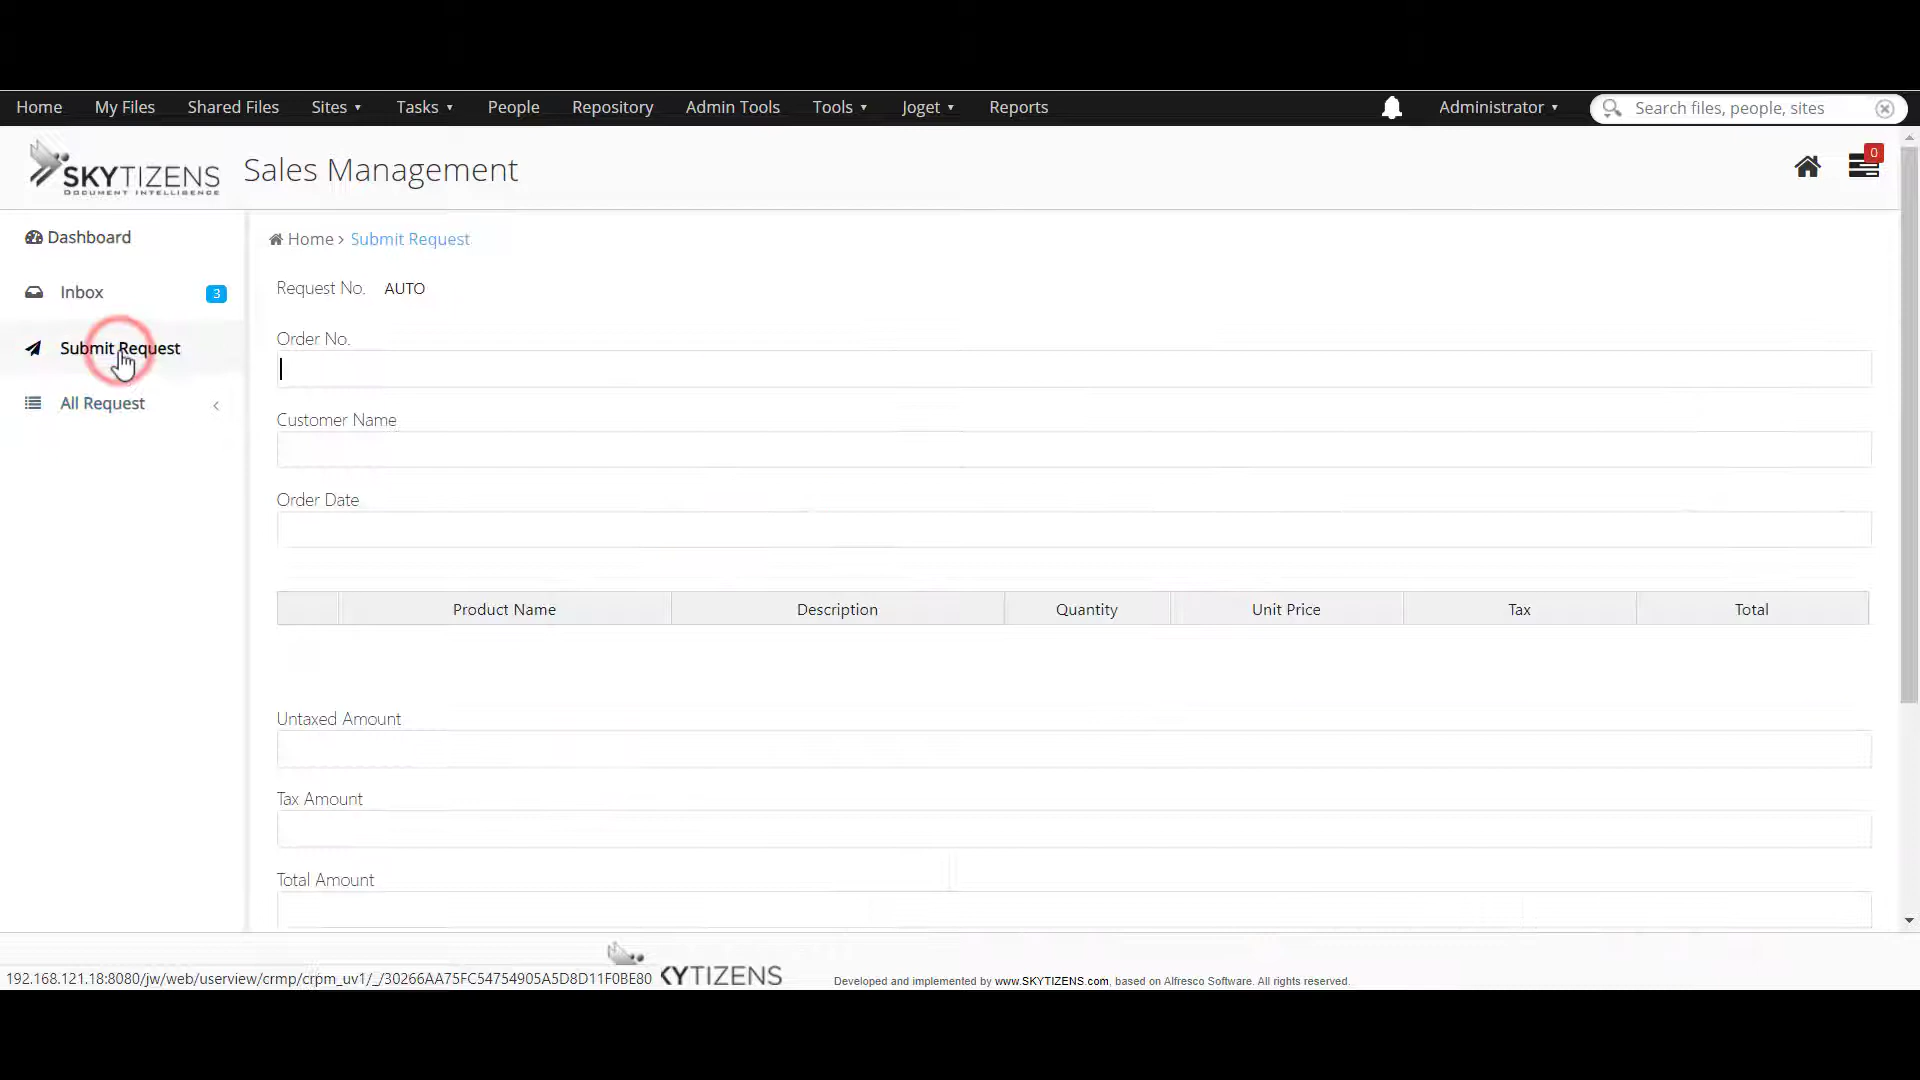 Home My Files Shared Files Sites Tasks People Repository Admin Tools Tools Joget Reports Administrator Search files, people, sites
SKYTIZENS
DOCUMENT INTELLIGENCE
Sales Management
0
Dashboard
Inbox 3
Submit Request
All Request
Home › Submit Request
Request No. AUTO
Order No.
Customer Name
Order Date
Product Name Description Quantity Unit Price Tax Total
Untaxed Amount
Tax Amount
Total Amount
192.168.121.18:8080/jw/web/userview/crmp/crpm_uv1/_/30266AA75FC54754905A5D8D11F0BE80
KYTIZENS
Developed and implemented by www.SKYTIZENS.com, based on Alfresco Software. All rights reserved.